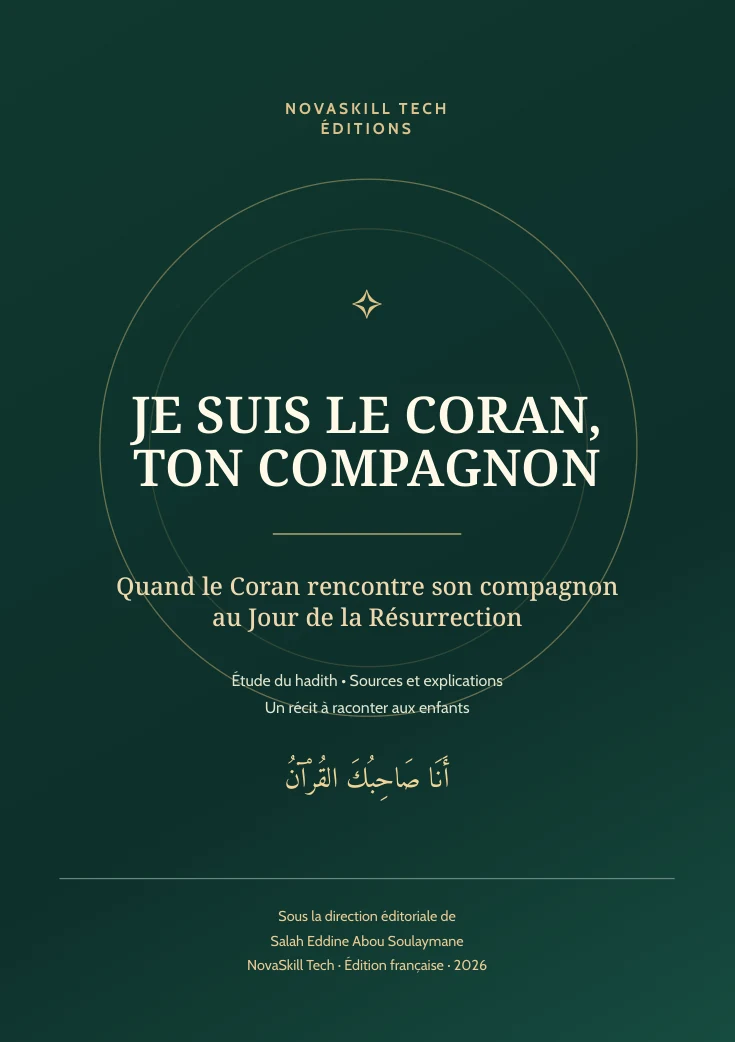 NOVASKILL TECH
ÉDITIONS
JE SUIS LE CORAN,
TON COMPAGNON
Quand le Coran rencontre son compagnon
au Jour de la Résurrection
Étude du hadith • Sources et explications
Un récit à raconter aux enfants
أَنَا صَاحِبُكَ القُرْآنُ
Sous la direction éditoriale de
Salah Eddine Abou Soulaymane
NovaSkill Tech · Édition française · 2026